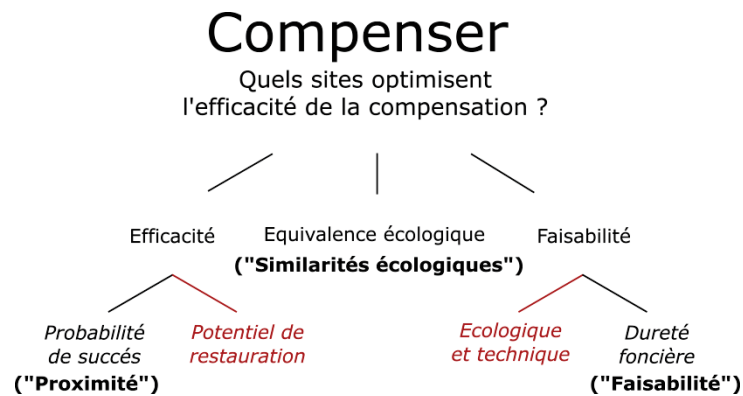 Compenser
Quels sites optimisent
l'efficacité de la compensation ?
Efficacité
Equivalence écologique
("Similarités écologiques")
Faisabilité
Probabilité
de succés
("Proximité")
Potentiel de
restauration
Ecologique
et technique
Dureté
foncière
("Faisabilité")